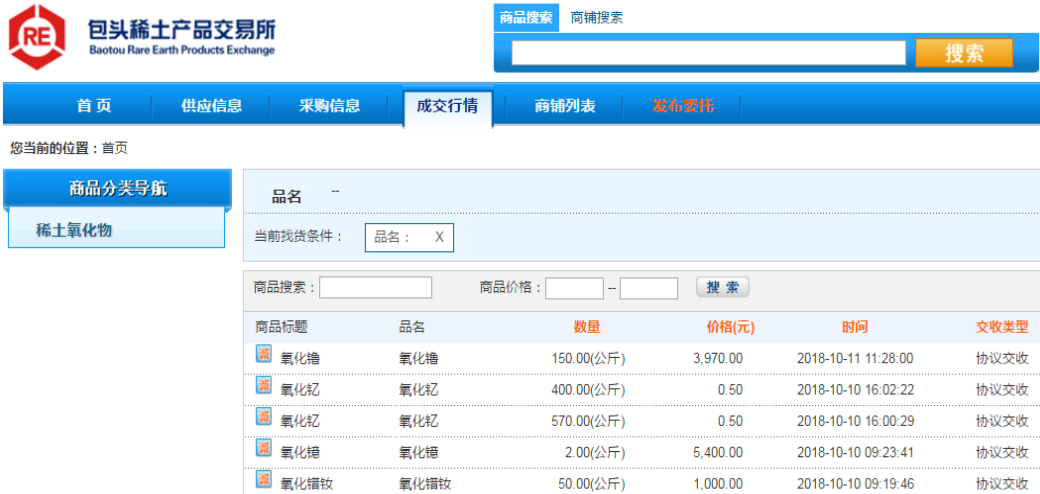 RE 包头稀土产品交易所
Baotou Rare Earth Products Exchange
商品搜索 商铺搜索
搜索
首页 供应信息 采购信息 成交行情 商铺列表 发布委托
您当前的位置：首页
商品分类导航
稀土氧化物
品名 --
当前找货条件： 品名： X
商品搜索： 商品价格： -- 搜索
商品标题 品名 数量 价格(元) 时间 交收类型
诚 氧化镥 氧化镥 150.00(公斤) 3,970.00 2018-10-11 11:28:00 协议交收
诚 氧化钇 氧化钇 400.00(公斤) 0.50 2018-10-10 16:02:22 协议交收
诚 氧化钇 氧化钇 570.00(公斤) 0.50 2018-10-10 16:00:29 协议交收
诚 氧化镱 氧化镱 2.00(公斤) 5,400.00 2018-10-10 09:23:41 协议交收
诚 氧化镨钕 氧化镨钕 50.00(公斤) 1,000.00 2018-10-10 09:19:46 协议交收